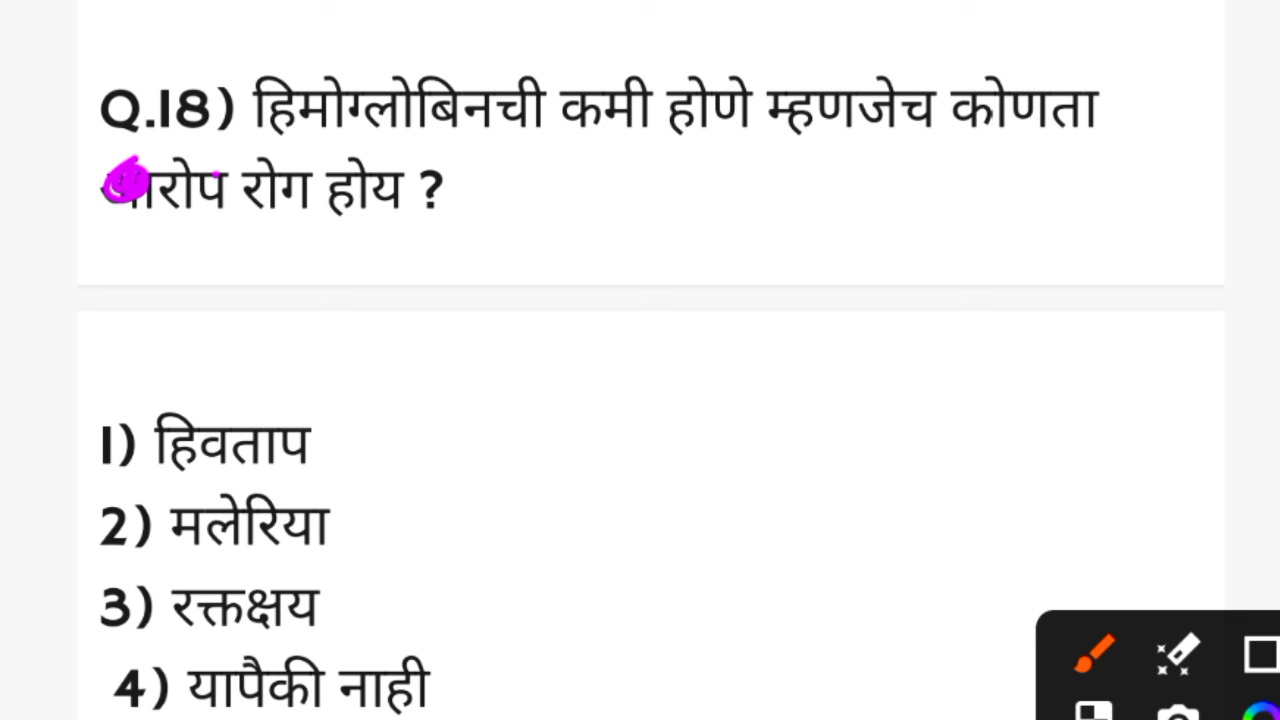 Q.18) हिमोग्लोबिनची कमी होणे म्हणजेच कोणता
रोग होय ?
1) हिवताप
2) मलेरिया
3) रक्तक्षय
4) यापैकी नाही